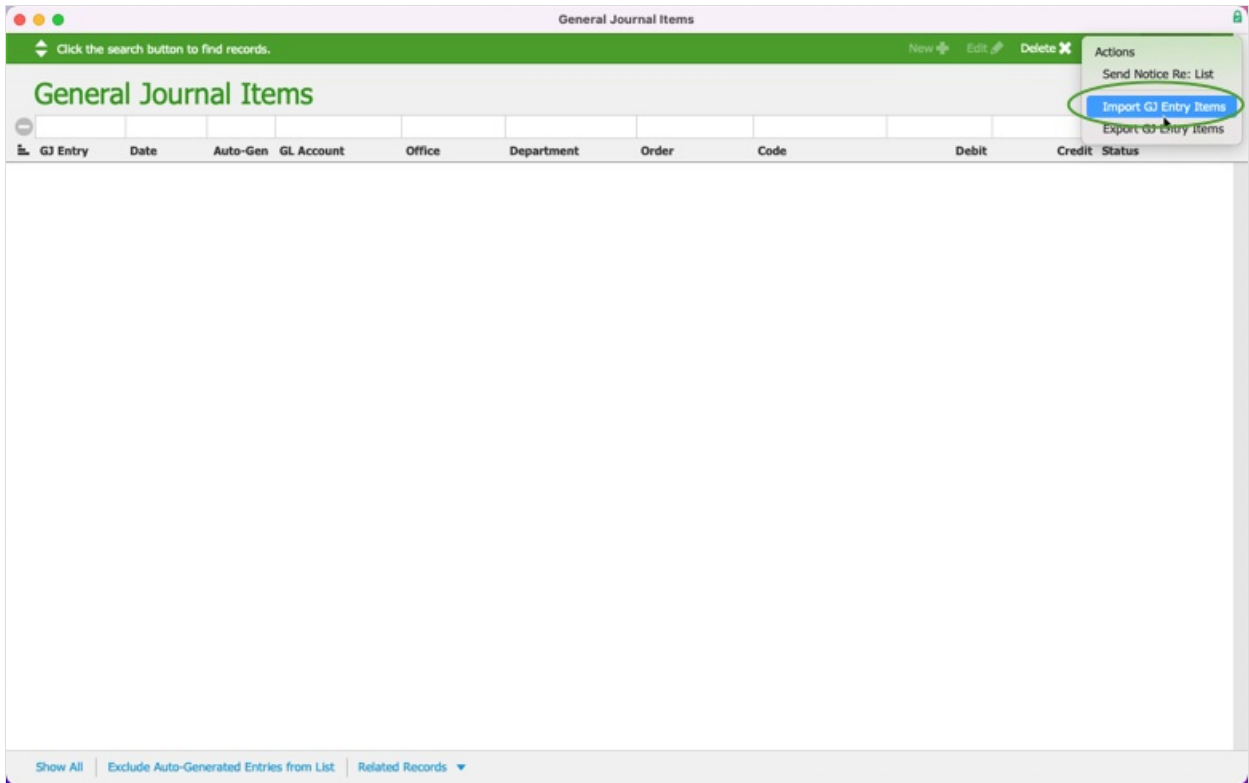 General Journal Items
Click the search button to find records.
New Edit Delete
Actions
Send Notice Re: List
Import GJ Entry Items
Export GJ Entry Items
General Journal Items
GJ Entry Date Auto-Gen GL Account Office Department Order Code Debit Credit Status
Show All Exclude Auto-Generated Entries from List Related Records